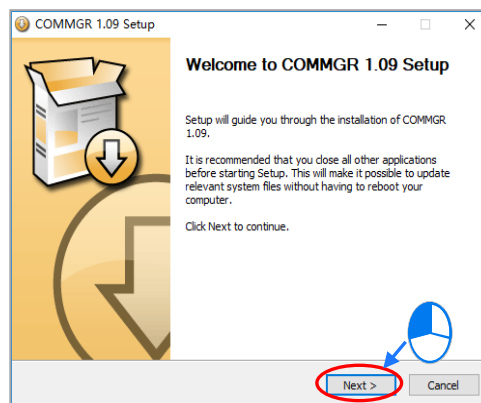 COMMGR 1.09 Setup
Welcome to COMMGR 1.09 Setup
Setup will guide you through the installation of COMMGR
1.09.
It is recommended that you close all other applications
before starting Setup. This will make it possible to update
relevant system files without having to reboot your
computer.
Click Next to continue.
Next >
Cancel